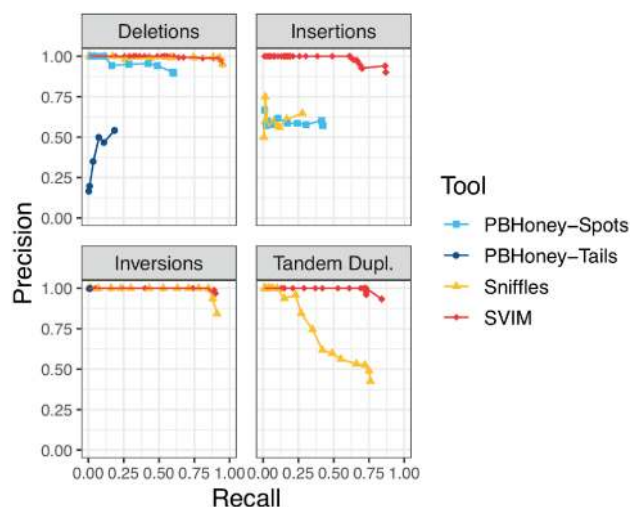 Deletions Insertions
1.00
0.75
0.50
0.25
0.00
Precision
Inversions Tandem Dupl.
1.00
0.75
0.50
0.25
0.00
0.00 0.25 0.50 0.75 1.00 0.00 0.25 0.50 0.75 1.00
Recall
Tool
PBHoney−Spots
PBHoney−Tails
Sniffles
SVIM